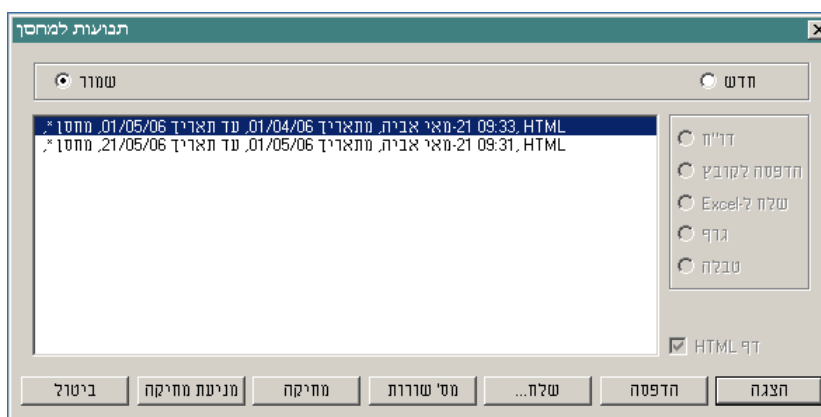 תנועות למחסן
חדש
שמור
21-מאי אביה, מתאריך 01/04/06, עד תאריך 01/05/06, מחסן *, 09:33, HTML
21-מאי אביה, מתאריך 01/05/06, עד תאריך 21/05/06, מחסן *, 09:31, HTML
דו"ח
הדפסה לקובץ
שלח ל-Excel
גרף
טבלה
דף HTML
הצגה
הדפסה
שלח...
מס' שורות
מחיקה
מניעת מחיקה
ביטול